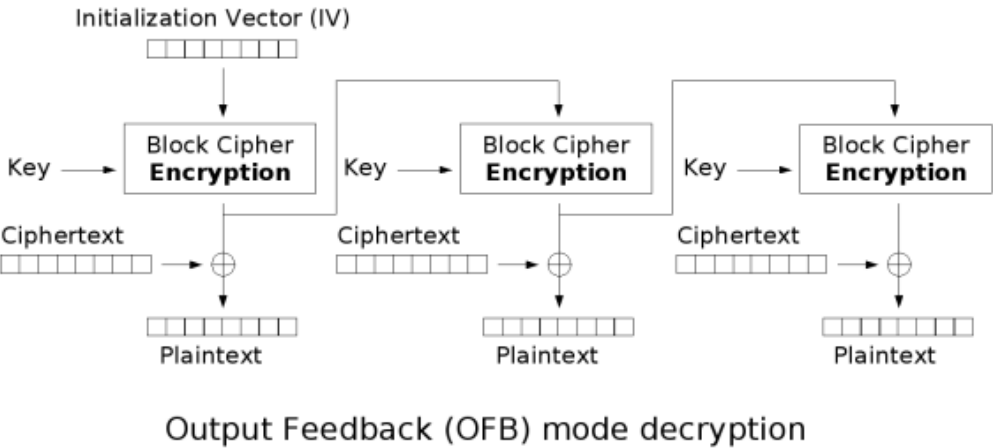 Initialization Vector (IV)
Key
Block Cipher
Encryption
Key
Block Cipher
Encryption
Key
Block Cipher
Encryption
Ciphertext
Ciphertext
Ciphertext
Plaintext
Plaintext
Plaintext
Output Feedback (OFB) mode decryption